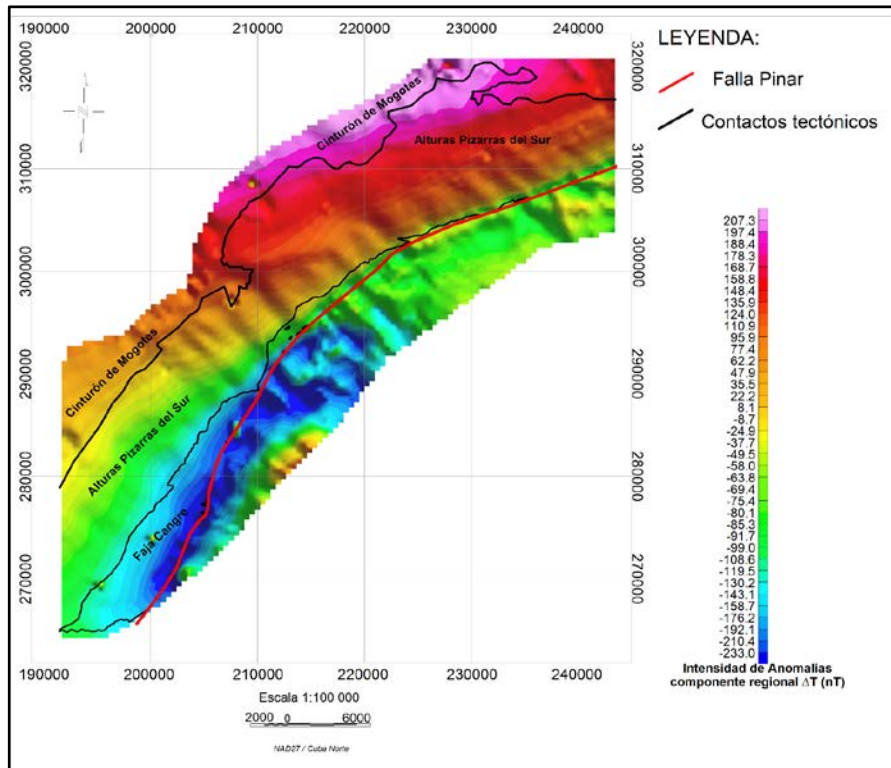 190000 200000 210000 220000 230000 240000
320000 320000
310000 310000
300000 300000
290000 290000
280000 280000
270000 270000
190000 200000 210000 220000 230000 240000
N
Cinturón de Mogotes
Alturas Pizarras del Sur
Cinturón de Mogotes
Alturas Pizarras del Sur
Faja Cangre
LEYENDA:
Falla Pinar
Contactos tectónicos
207.3
197.4
188.4
178.3
168.7
158.8
148.4
135.9
124.0
110.9
95.9
77.4
62.2
47.9
35.5
22.2
8.1
-24.9
-37.7
-49.5
-58.0
-63.8
-69.8
-75.4
-80.1
-85.3
-91.7
-99.0
-108.6
-119.5
-130.2
-143.1
-158.7
-176.6
-192.1
-210.4
-233.0
Intensidad de Anomalias
componente regional ΔT (nT)
Escala 1:100 000
2000 0 6000
NAD27 / Cuba Norte